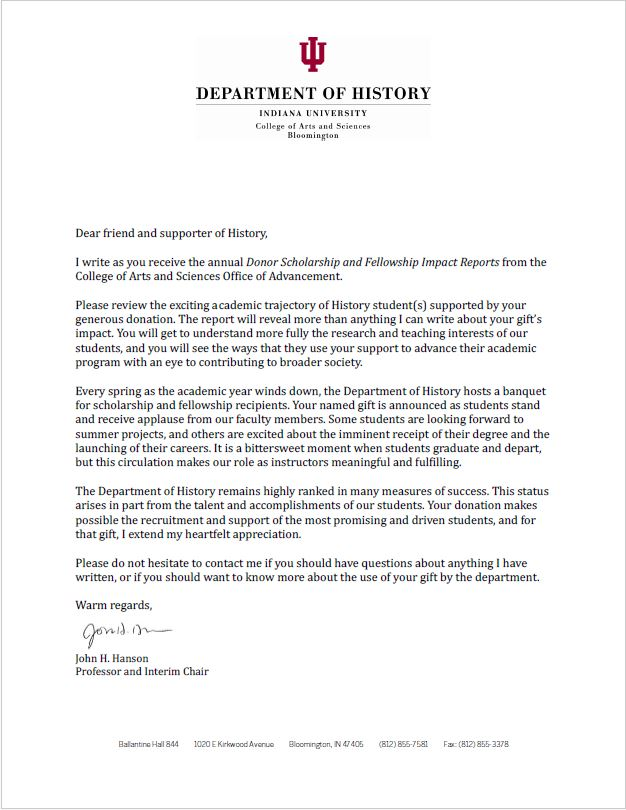 DEPARTMENT OF HISTORY
INDIANA UNIVERSITY
College of Arts and Sciences
Bloomington
Dear friend and supporter of History,
I write as you receive the annual Donor Scholarship and Fellowship Impact Reports from the
College of Arts and Sciences Office of Advancement.
Please review the exciting academic trajectory of History student(s) supported by your
generous donation. The report will reveal more than anything I can write about your gift's
impact. You will get to understand more fully the research and teaching interests of our
students, and you will see the ways that they use your support to advance their academic
program with an eye to contributing to broader society.
Every spring as the academic year winds down, the Department of History hosts a banquet
for scholarship and fellowship recipients. Your named gift is announced as students stand
and receive applause from our faculty members. Some students are looking forward to
summer projects, and others are excited about the imminent receipt of their degree and the
launching of their careers. It is a bittersweet moment when students graduate and depart,
but this circulation makes our role as instructors meaningful and fulfilling.
The Department of History remains highly ranked in many measures of success. This status
arises in part from the talent and accomplishments of our students. Your donation makes
possible the recruitment and support of the most promising and driven students, and for
that gift, I extend my heartfelt appreciation.
Please do not hesitate to contact me if you should have questions about anything I have
written, or if you should want to know more about the use of your gift by the department.
Warm regards,
John H. Hanson
Professor and Interim Chair
Ballantine Hall 844 1020 E Kirkwood Avenue Bloomington, IN 47405 (812) 855-7581 Fax: (812) 855-3378